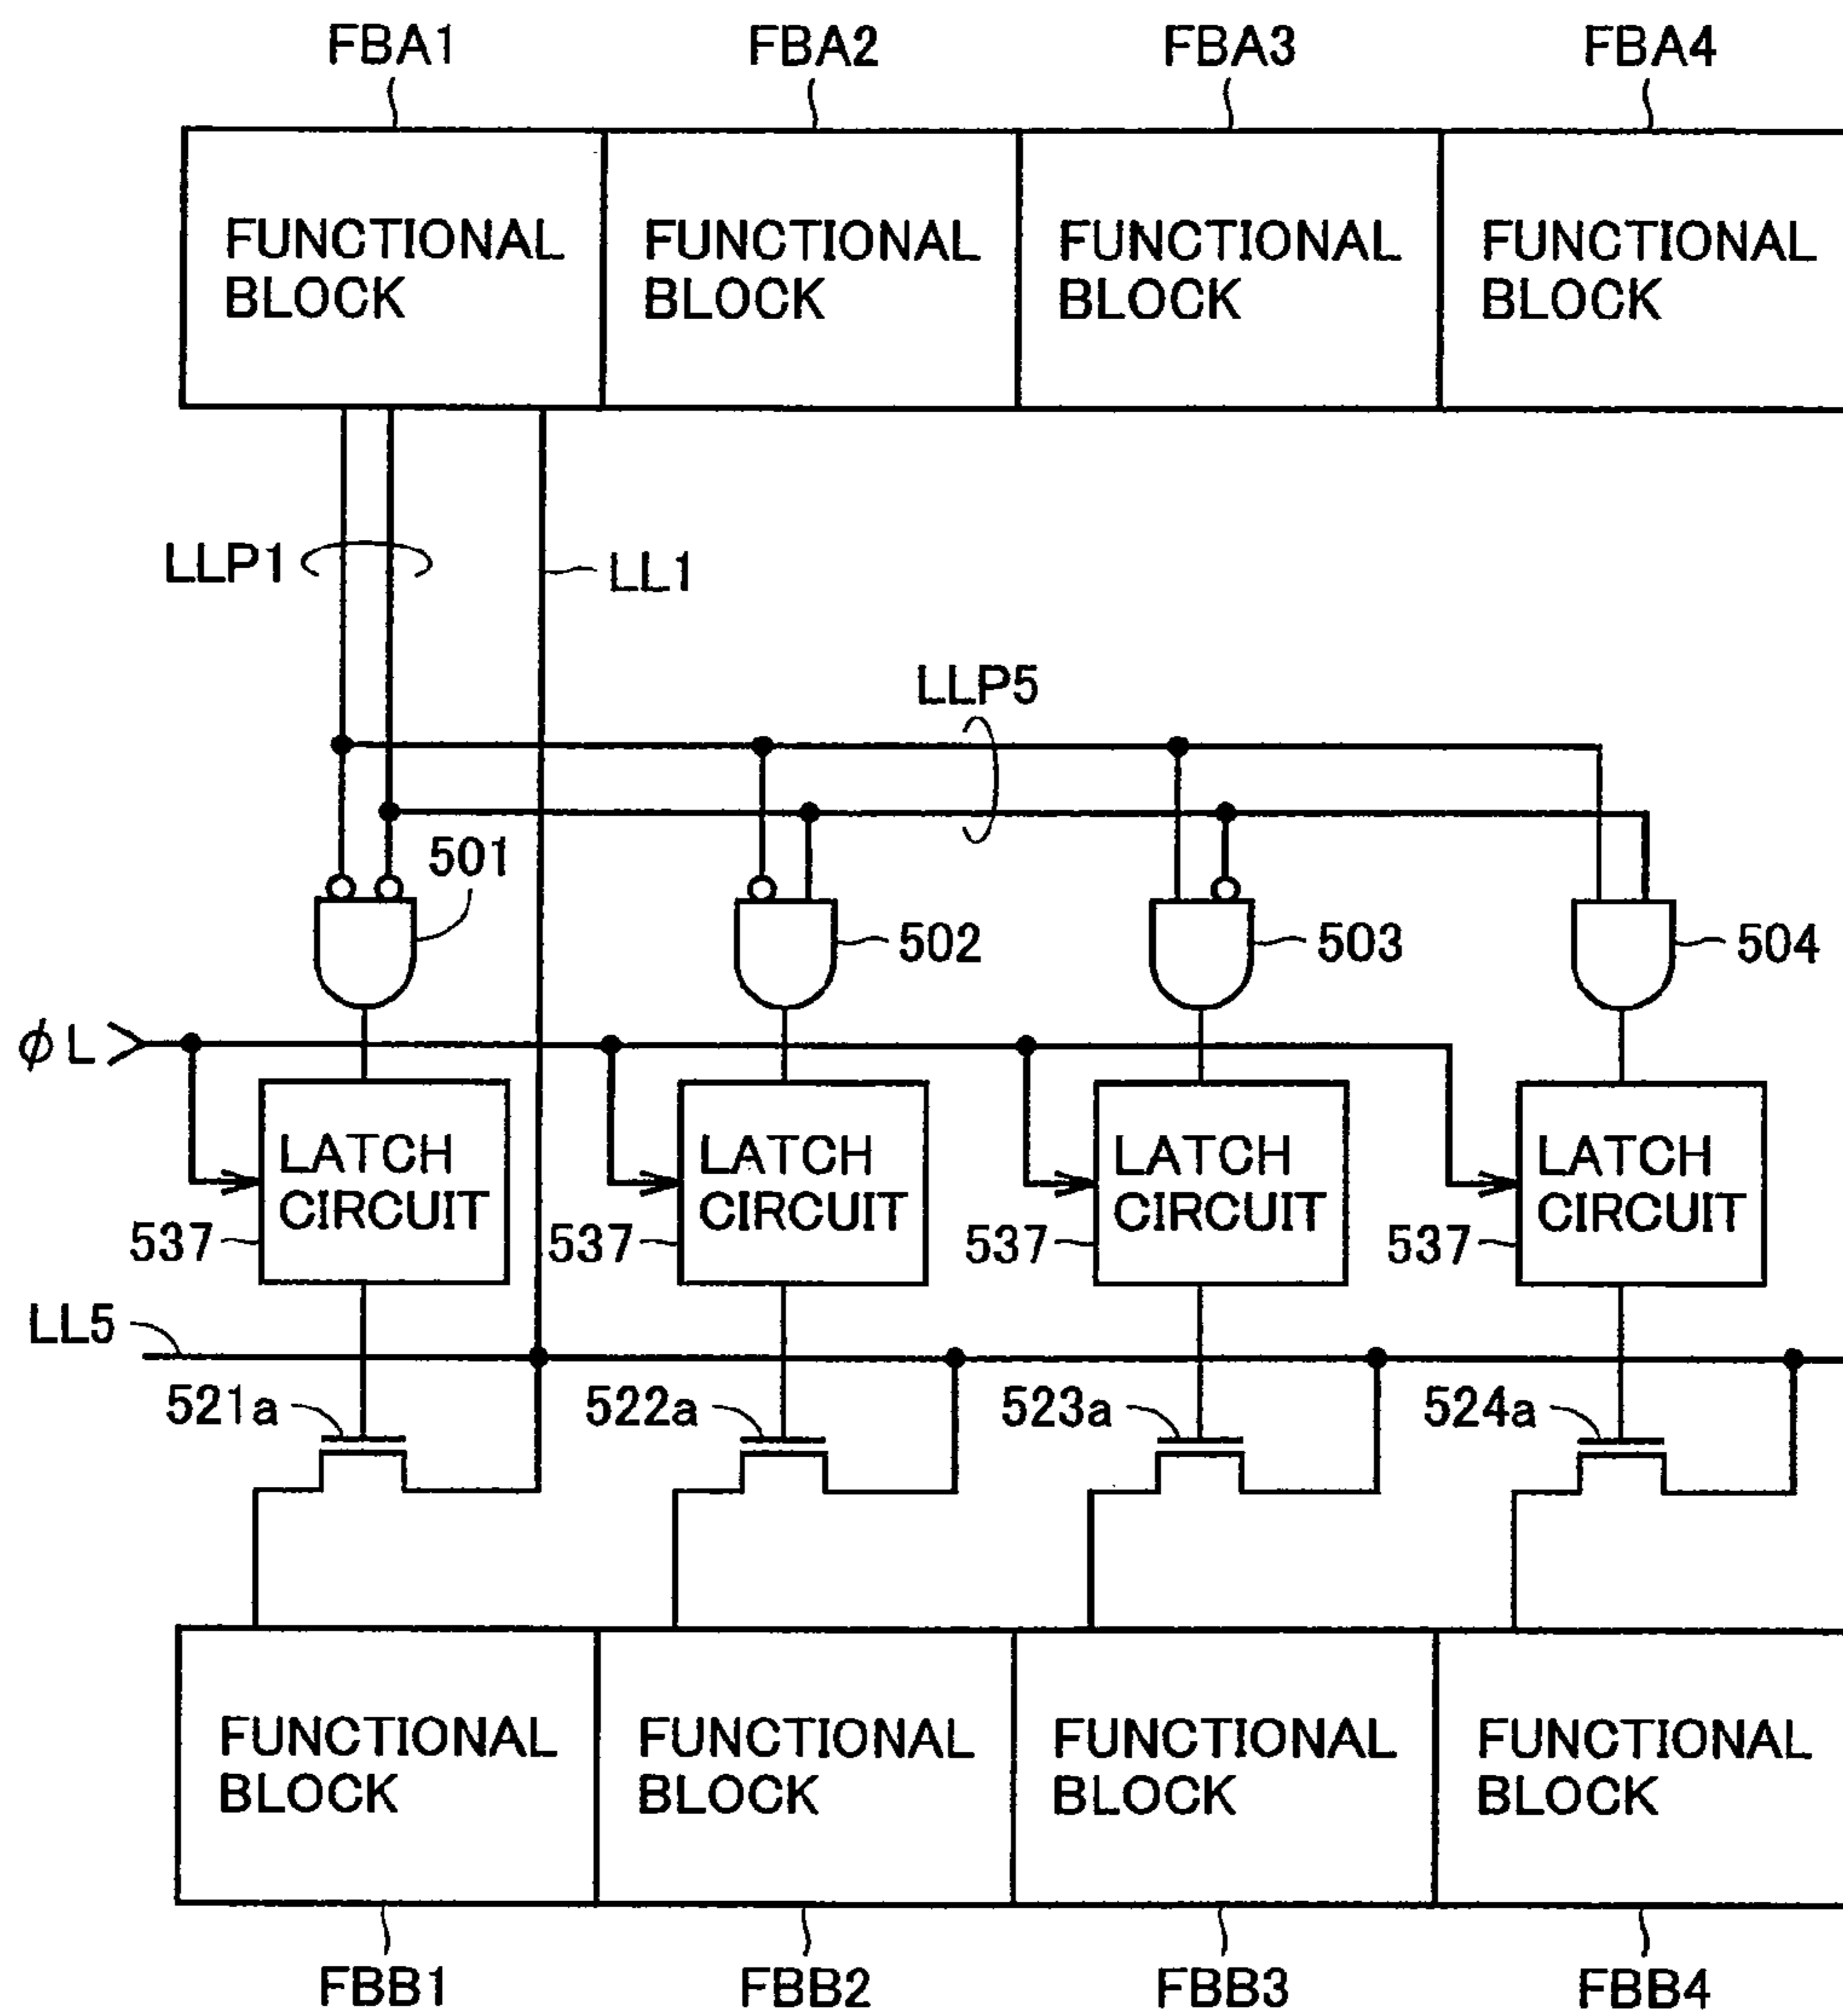 FBA1 FBA2 FBA3 FBA4
FUNCTIONAL BLOCK
FUNCTIONAL BLOCK
FUNCTIONAL BLOCK
FUNCTIONAL BLOCK
LLP1
LL1
LLP5
501
502
503
504
φL
LATCH CIRCUIT
LATCH CIRCUIT
LATCH CIRCUIT
LATCH CIRCUIT
537
537
537
537
LL5
521a
522a
523a
524a
FUNCTIONAL BLOCK
FUNCTIONAL BLOCK
FUNCTIONAL BLOCK
FUNCTIONAL BLOCK
FBB1 FBB2 FBB3 FBB4